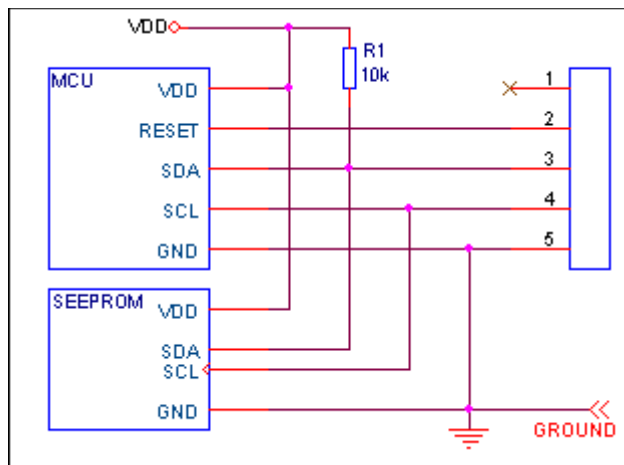 VDD
R1
10k
MCU
VDD
RESET
SDA
SCL
GND
1
2
3
4
5
SEEPROM
VDD
SDA
SCL
GND
GROUND